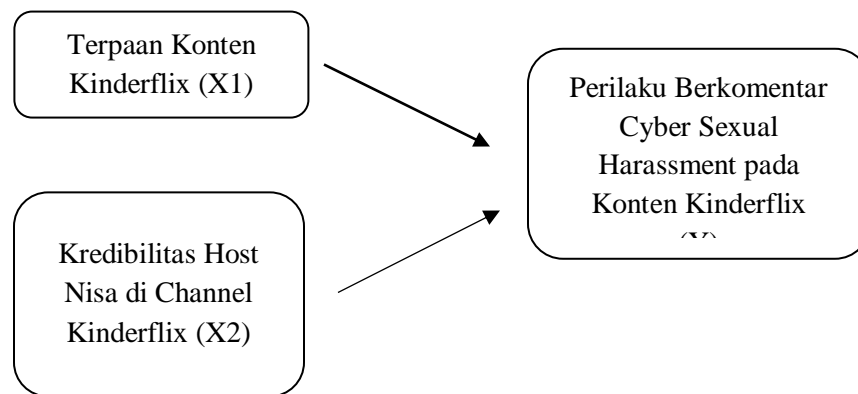 Terpaan Konten
Kinderflix (X1)
Perilaku Berkomentar
Cyber Sexual
Harassment pada
Konten Kinderflix
Kredibilitas Host
Nisa di Channel
Kinderflix (X2)